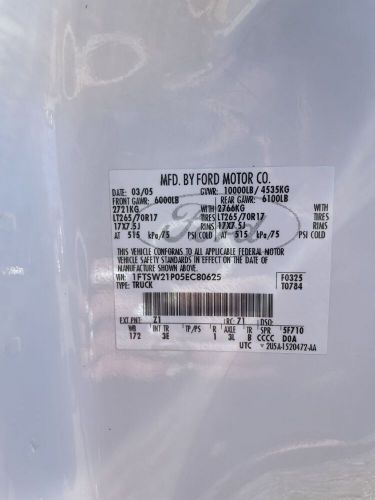 MFD. BY FORD MOTOR CO.
DATE: 03/05 GVWR: 10000LB/ 4535KG
FRONT GAWR: 6000LB REAR GAWR: 6100LB
2721KG WITH 2766KG WITH
LT265/70R17 TIRES LT265/70R17 TIRES
17X7.5J RIMS 17X7.5J RIMS
AT 515 kPa/75 PSI COLD AT 515 kPa/75 PSI COLD
THIS VEHICLE CONFORMS TO ALL APPLICABLE FEDERAL MOTOR
VEHICLE SAFETY STANDARDS IN EFFECT ON THE DATE OF
MANUFACTURE SHOWN ABOVE.
VIN: 1FTSW21P05EC80625 F0325
TYPE: TRUCK T0784
EXT PNT: Z1 RC: 71 DSO:
WB INT TR TP/PS R AXLE TR SPR 5F710
172 3E 1 3L B CCCC D0A
UTC 2U5A-1520472-AA
Ford